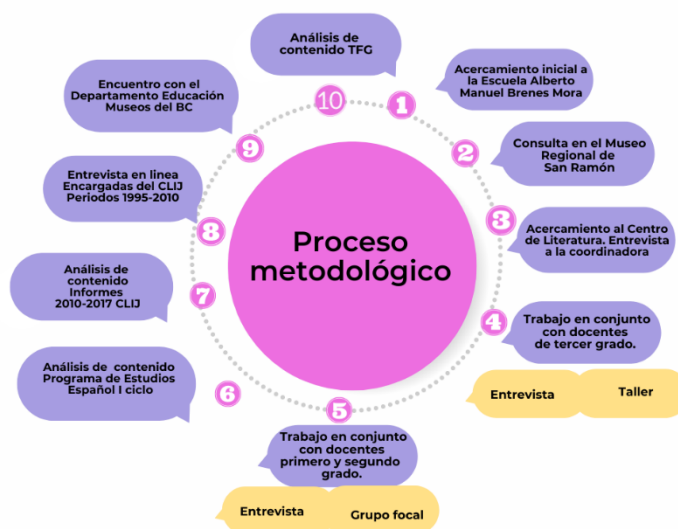 Proceso
metodológico
1
Acercamiento inicial a
la Escuela Alberto
Manuel Brenes Mora
2
Consulta en el Museo
Regional de
San Ramón
3
Acercamiento al Centro
de Literatura. Entrevista
a la coordinadora
4
Trabajo en conjunto
con docentes
de tercer grado.
Entrevista
Taller
5
Trabajo en conjunto
con docentes
primero y segundo
grado.
Entrevista
Grupo focal
6
Análisis de contenido
Programa de Estudios
Español I ciclo
7
Análisis de
contenido
Informes
2010-2017 CLIJ
8
Entrevista en linea
Encargadas del CLIJ
Periodos 1995-2010
9
Encuentro con el
Departamento Educación
Museos del BC
10
Análisis de
contenido TFG